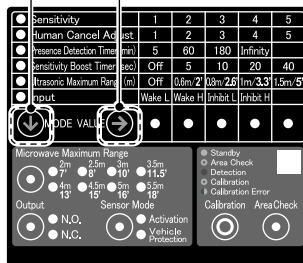 Sensitivity 1 2 3 4 5
Human Cancel Adjust 1 2 3 4 5
Presence Detection Timer (min) 5 60 180 Infinity
Sensitivity Boost Timer (sec) Off 5 10 20 40
Ultrasonic Maximum Range (m) Off 0.6m/2' 0.8m/2.6' 1m/3.3' 1.5m/5'
Input Wake L Wake H Inhibit L Inhibit H
MODE VALUE
Microwave Maximum Range
2m 2.5m 3m 3.5m
7' 8' 10' 11.5'
4m 4.5m 5m 5.5m
13' 15' 16' 18'
Output Sensor Mode
N.O. Activation
N.C. Vehicle Protection
Standby
Area Check
Detection
Calibration
Calibration Error
Calibration Area Check